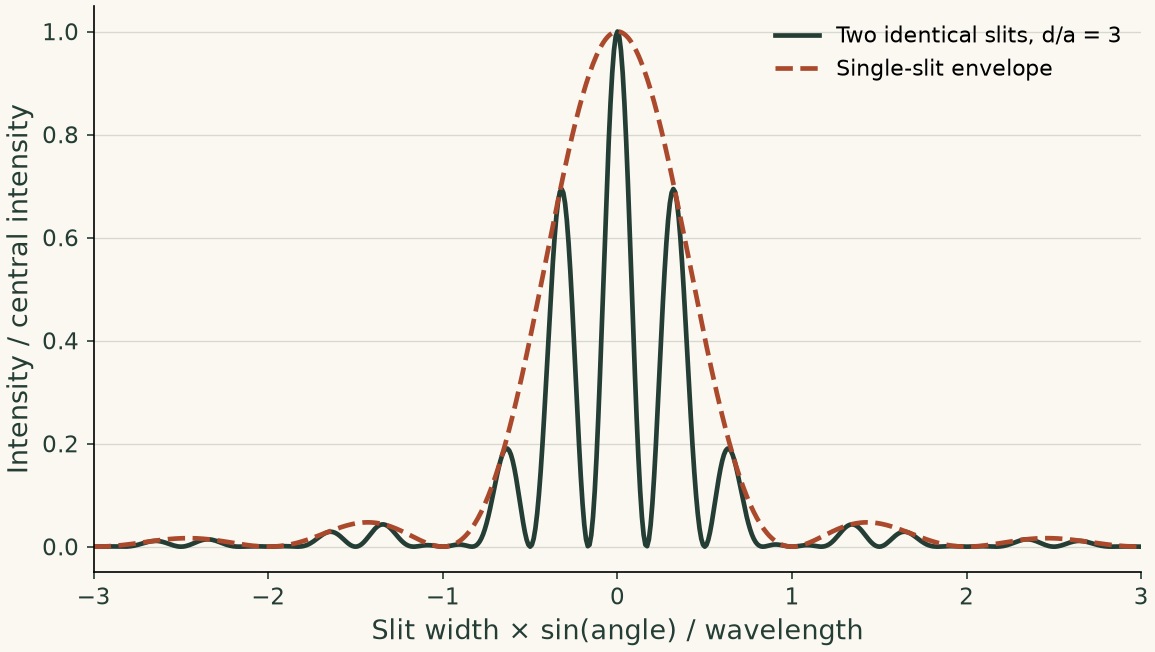 Two identical slits, d/a = 3
Single-slit envelope
Intensity / central intensity
1.0
0.8
0.6
0.4
0.2
0.0
−3 −2 −1 0 1 2 3
Slit width × sin(angle) / wavelength